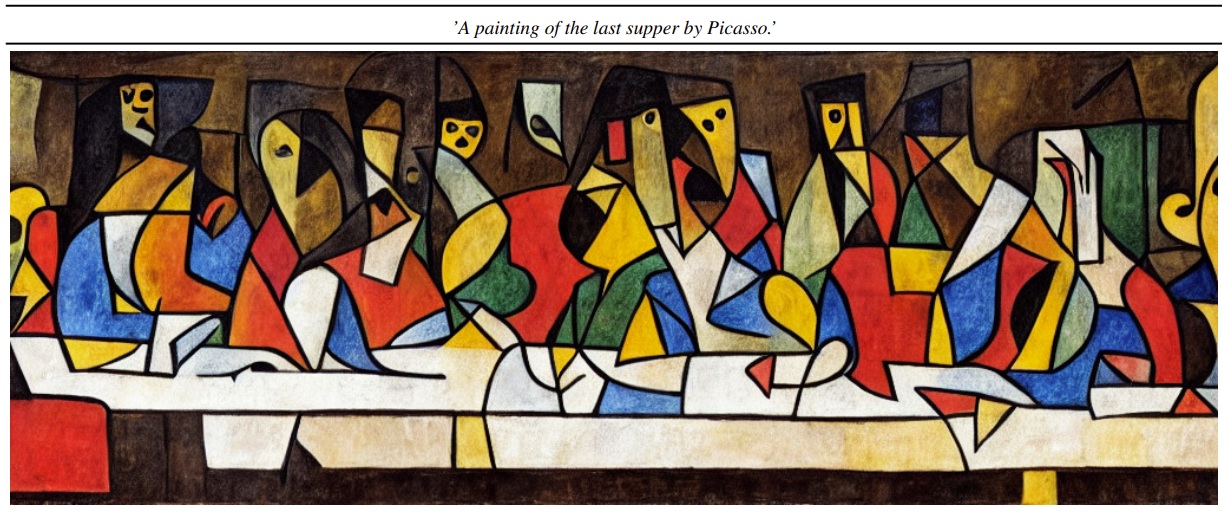 ’A painting of the last supper by Picasso.’